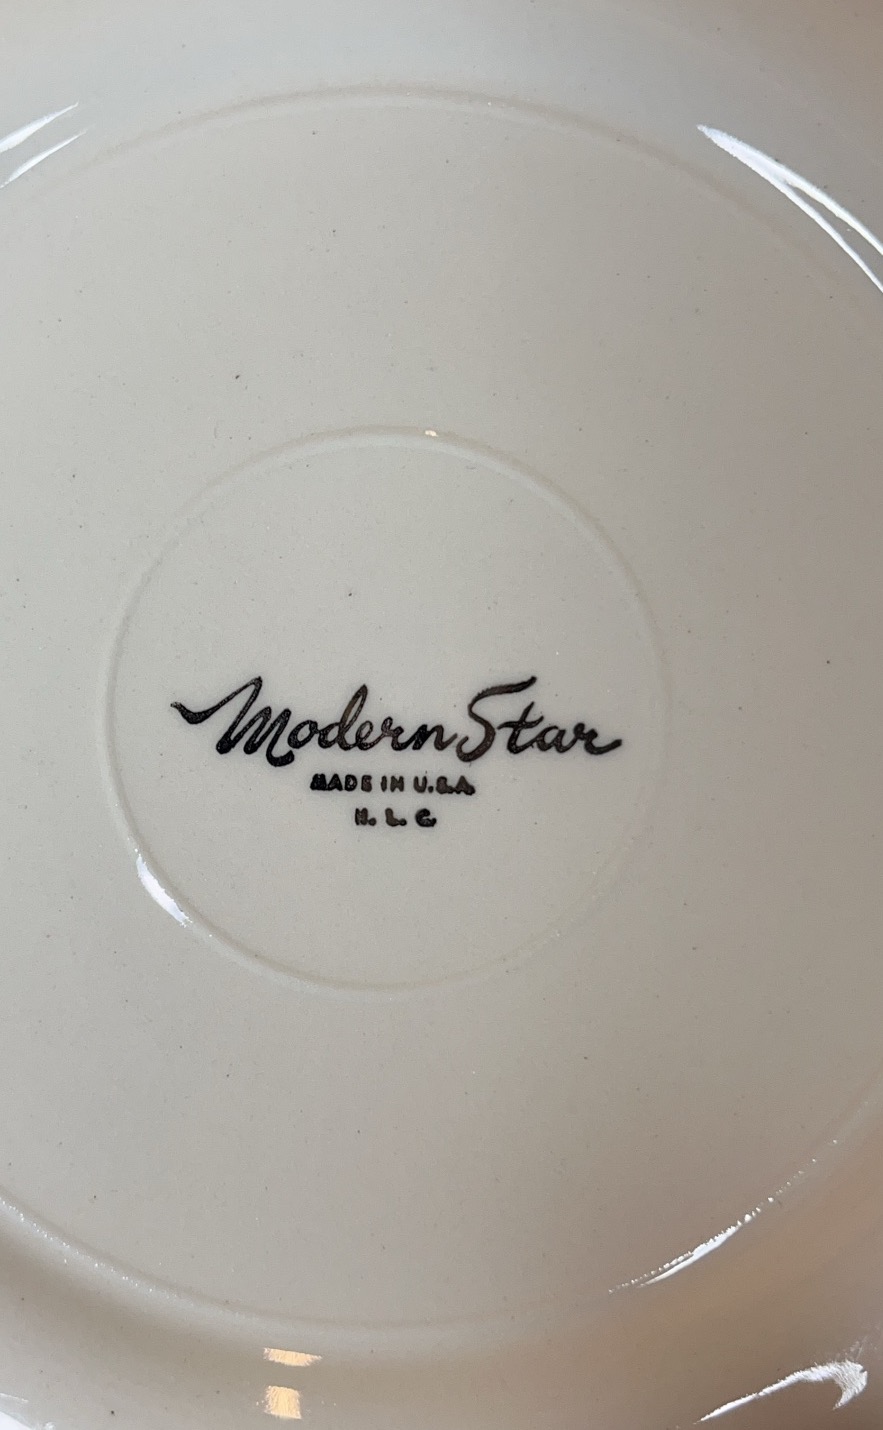 Modern Star
MADE IN U.S.A.
H. L. C.